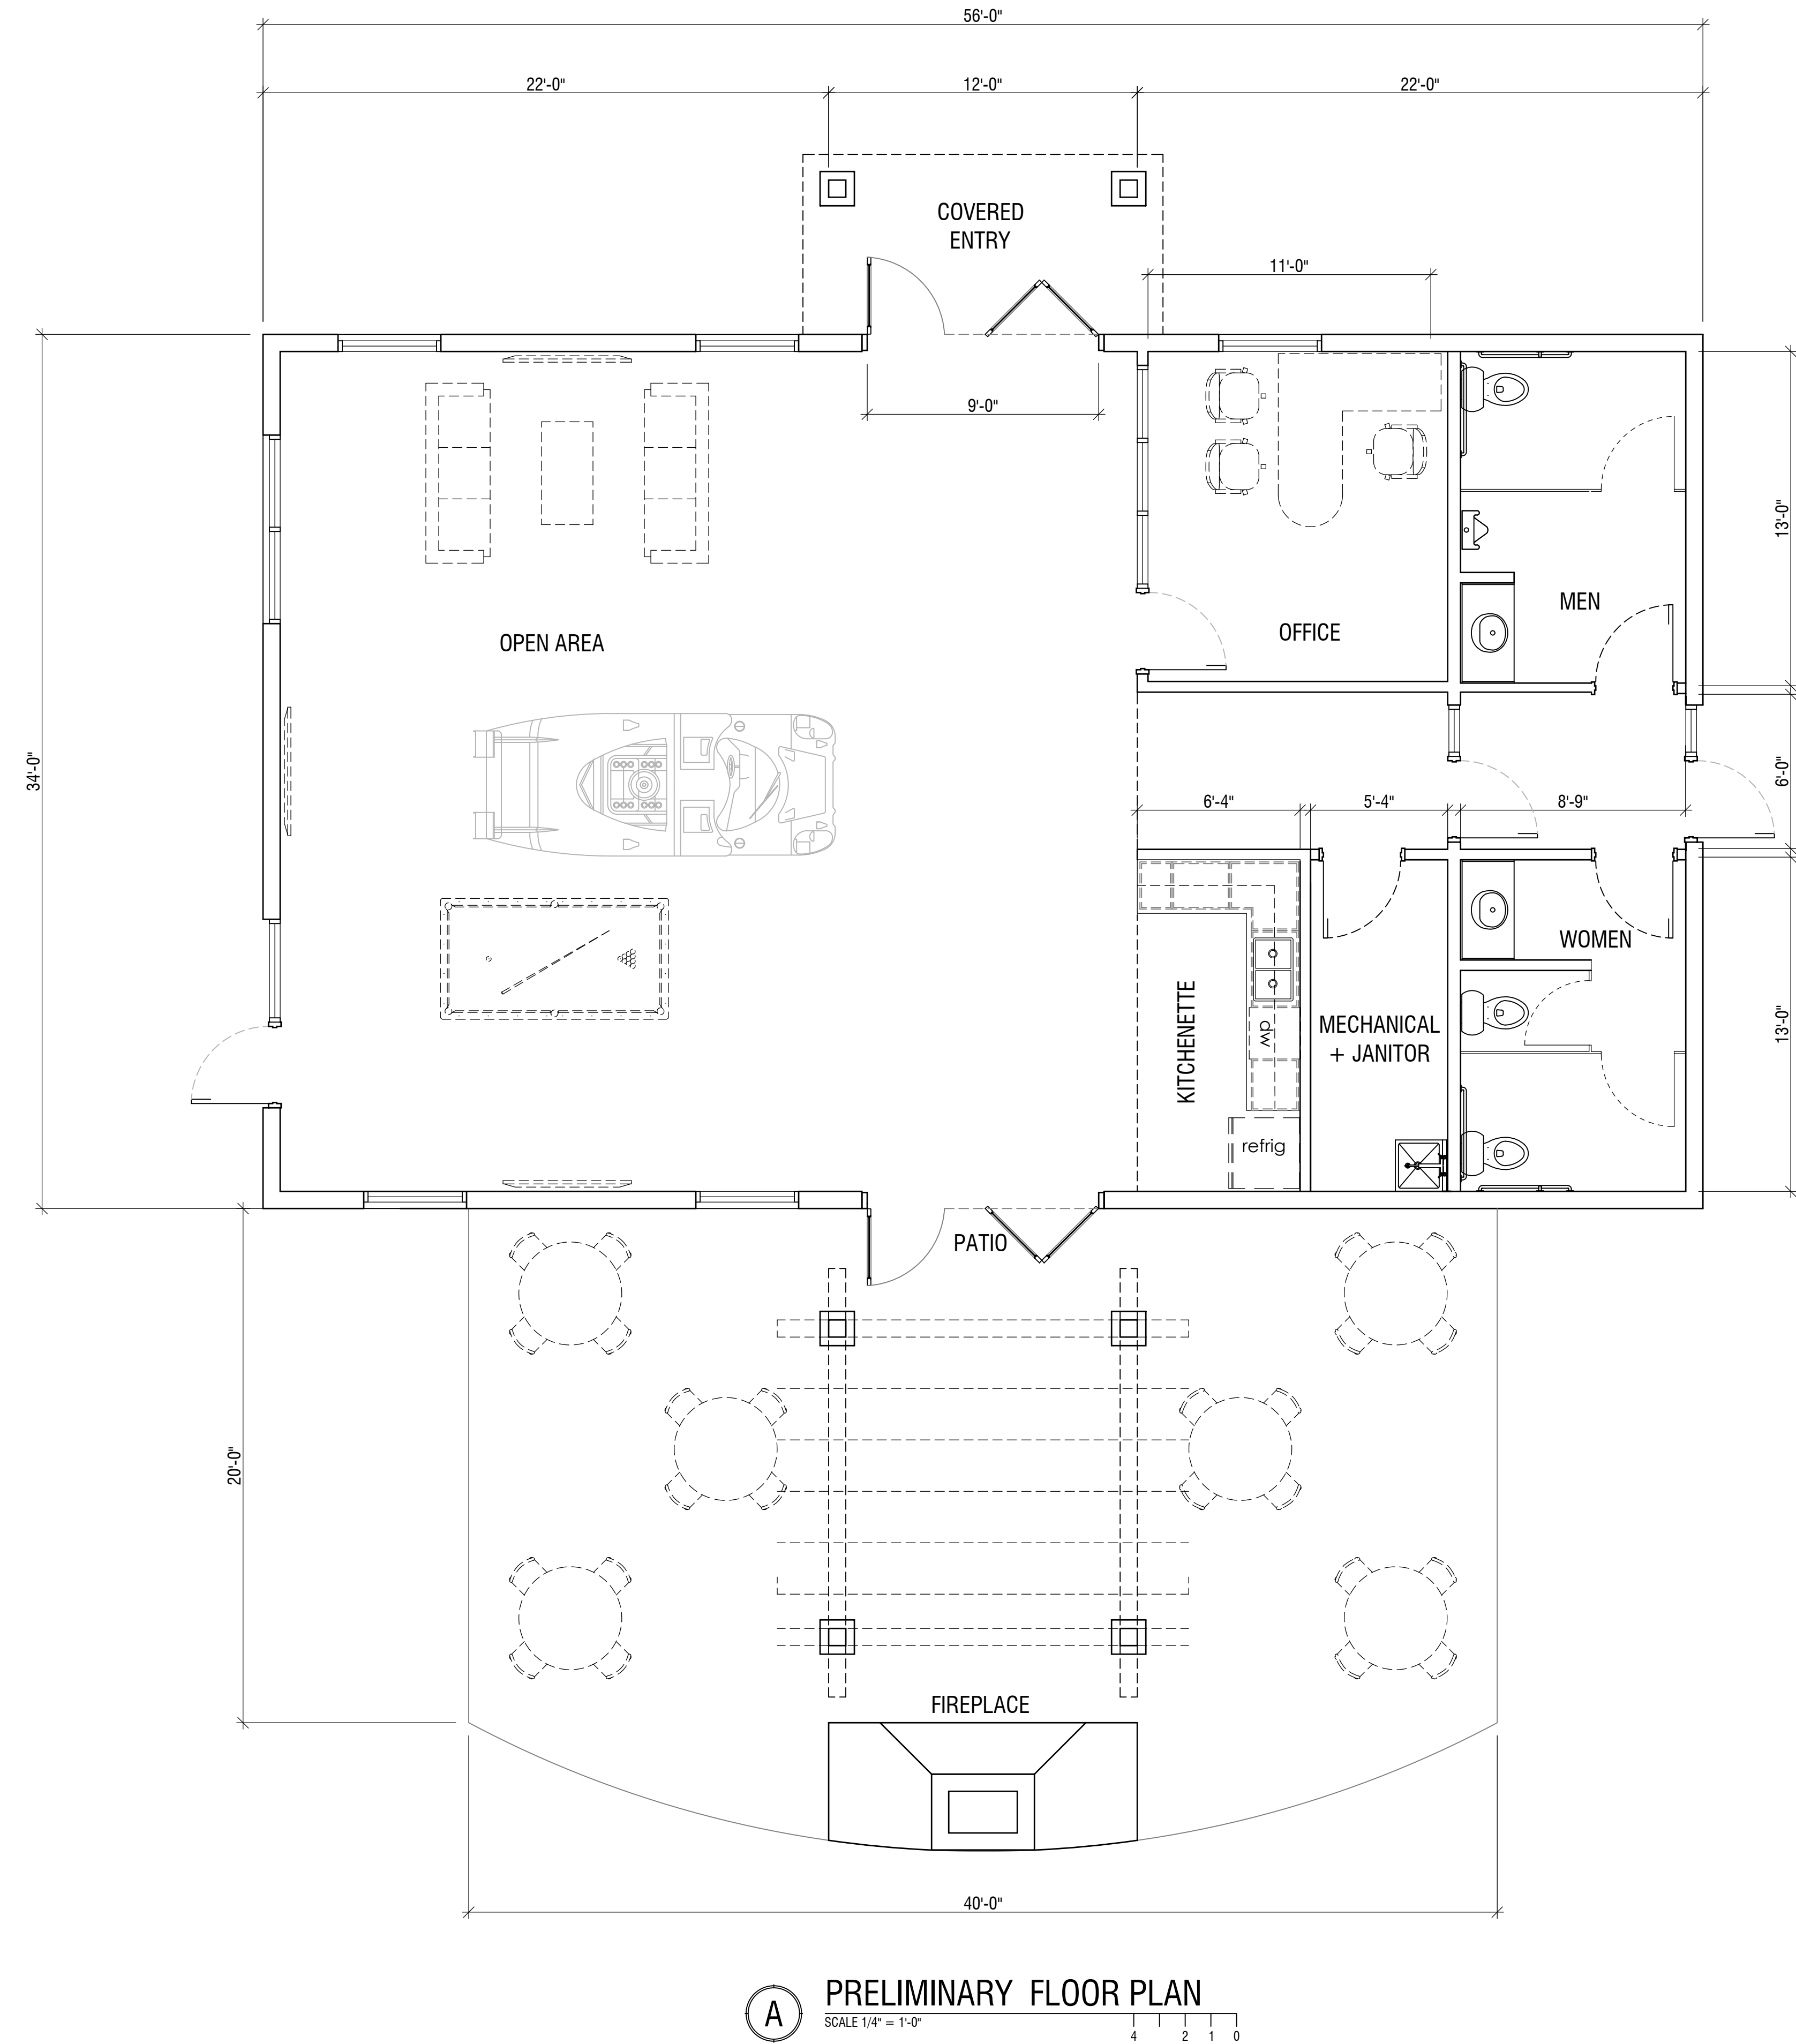 56'-0"
22'-0"
12'-0"
22'-0"
COVERED
ENTRY
11'-0"
9'-0"
13'-0"
MEN
OFFICE
OPEN AREA
34'-0"
6'-0"
6'-4"
5'-4"
8'-9"
WOMEN
KITCHENETTE
dw
MECHANICAL
+ JANITOR
13'-0"
refrig
PATIO
20'-0"
FIREPLACE
40'-0"
A
PRELIMINARY FLOOR PLAN
SCALE 1/4" = 1'-0"
4 2 1 0